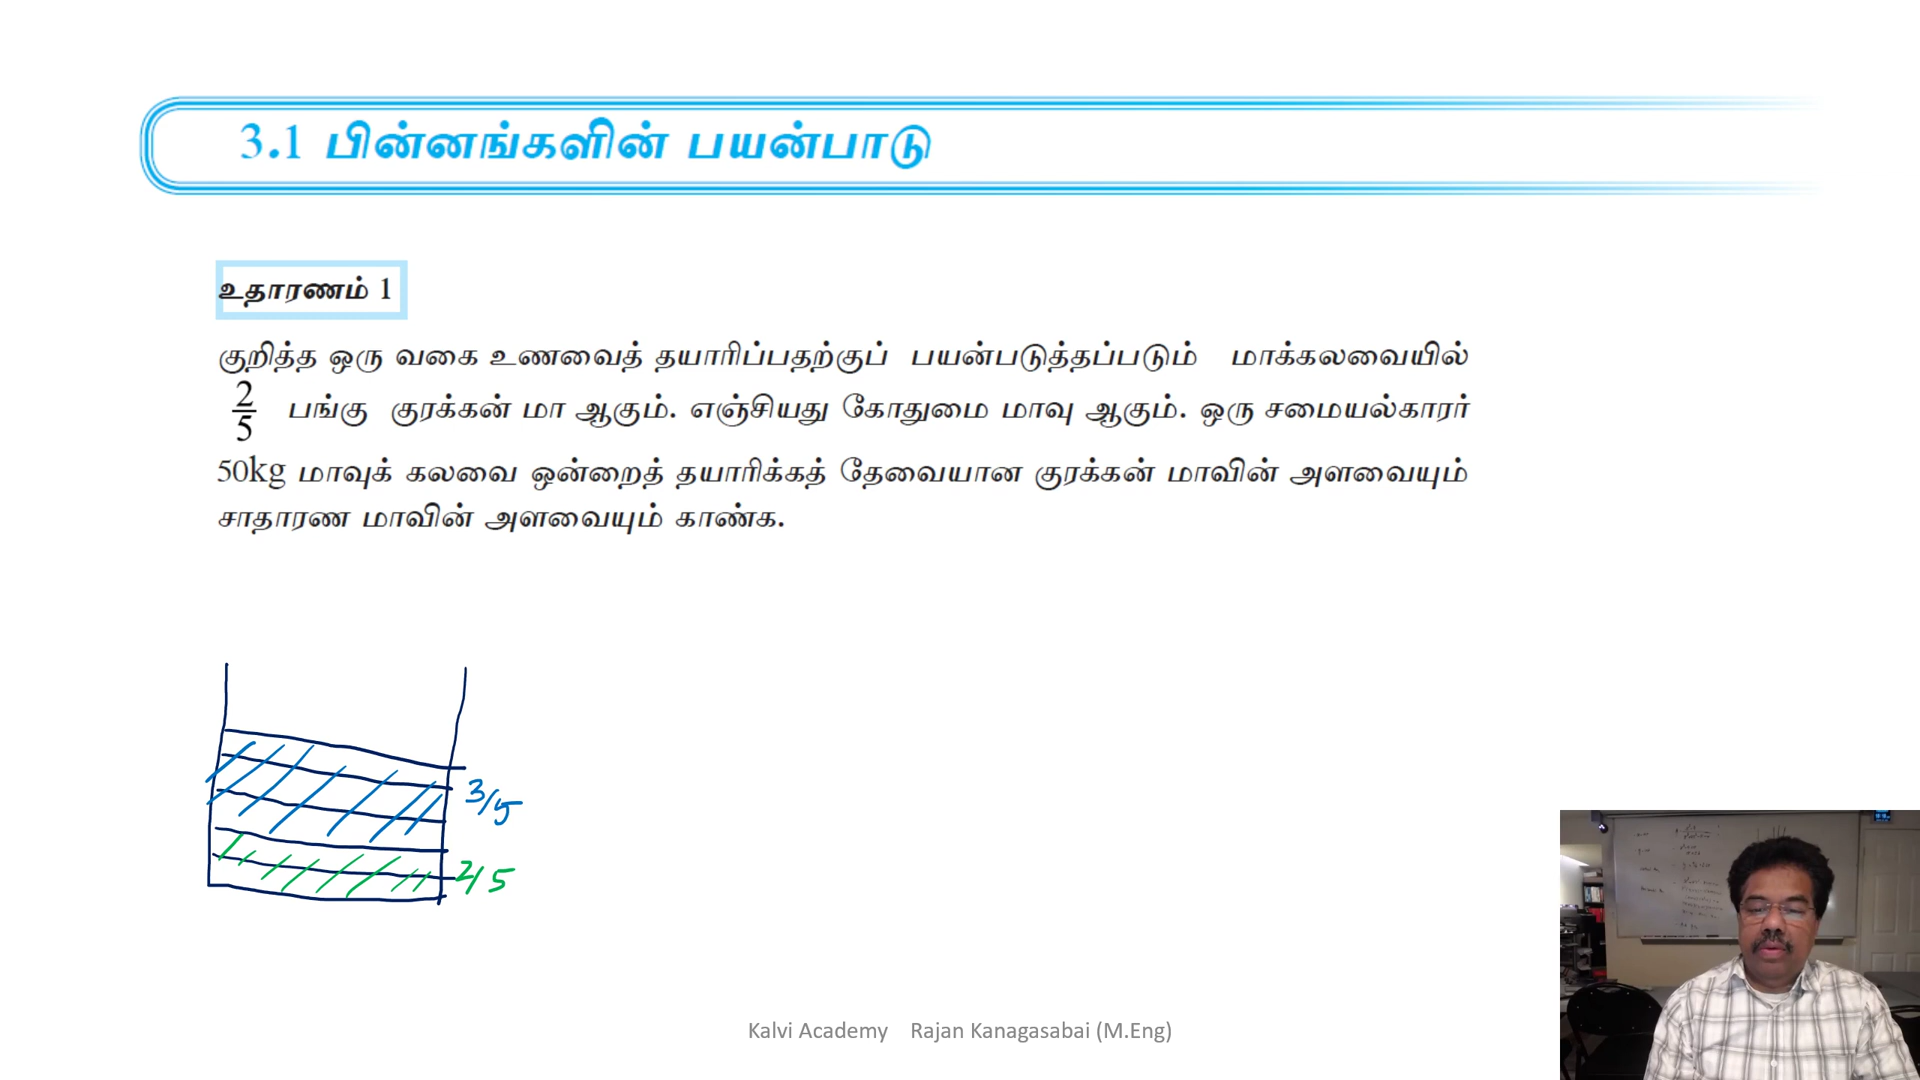 3.1 பின்னங்களின் பயன்பாடு
உதாரணம் 1
குறித்த ஒரு வகை உணவைத் தயாரிப்பதற்குப் பயன்படுத்தப்படும் மாக்கலவையில்
2/5 பங்கு குரக்கன் மா ஆகும். எஞ்சியது கோதுமை மாவு ஆகும். ஒரு சமையல்காரர்
50kg மாவுக் கலவை ஒன்றைத் தயாரிக்கத் தேவையான குரக்கன் மாவின் அளவையும்
சாதாரண மாவின் அளவையும் காண்க.
3/5
2/5
Kalvi Academy Rajan Kanagasabai (M.Eng)